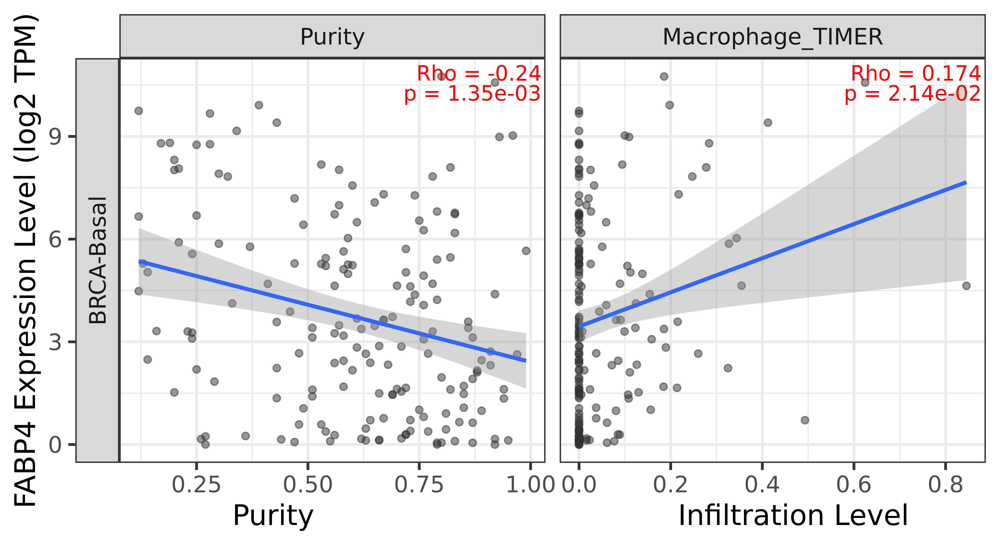 Purity
Macrophage_TIMER
FABP4 Expression Level (log2 TPM)
BRCA-Basal
Rho = -0.24
p = 1.35e-03
Rho = 0.174
p = 2.14e-02
9
6
3
0
0.25 0.50 0.75 1.00
0.0 0.2 0.4 0.6 0.8
Purity
Infiltration Level